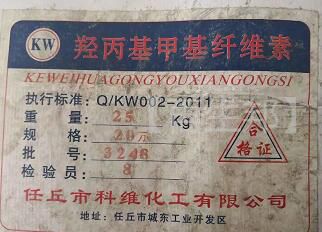 KW
羟丙基甲基纤维素
KEWEIHUAGONGYOUXIANGONGSI
执行标准: Q/KW002-2011
重量: 25 Kg
规格: 20万
批号: 3248
检验员: 8
合格证
任丘市科维化工有限公司
地址: 任丘市城东工业开发区